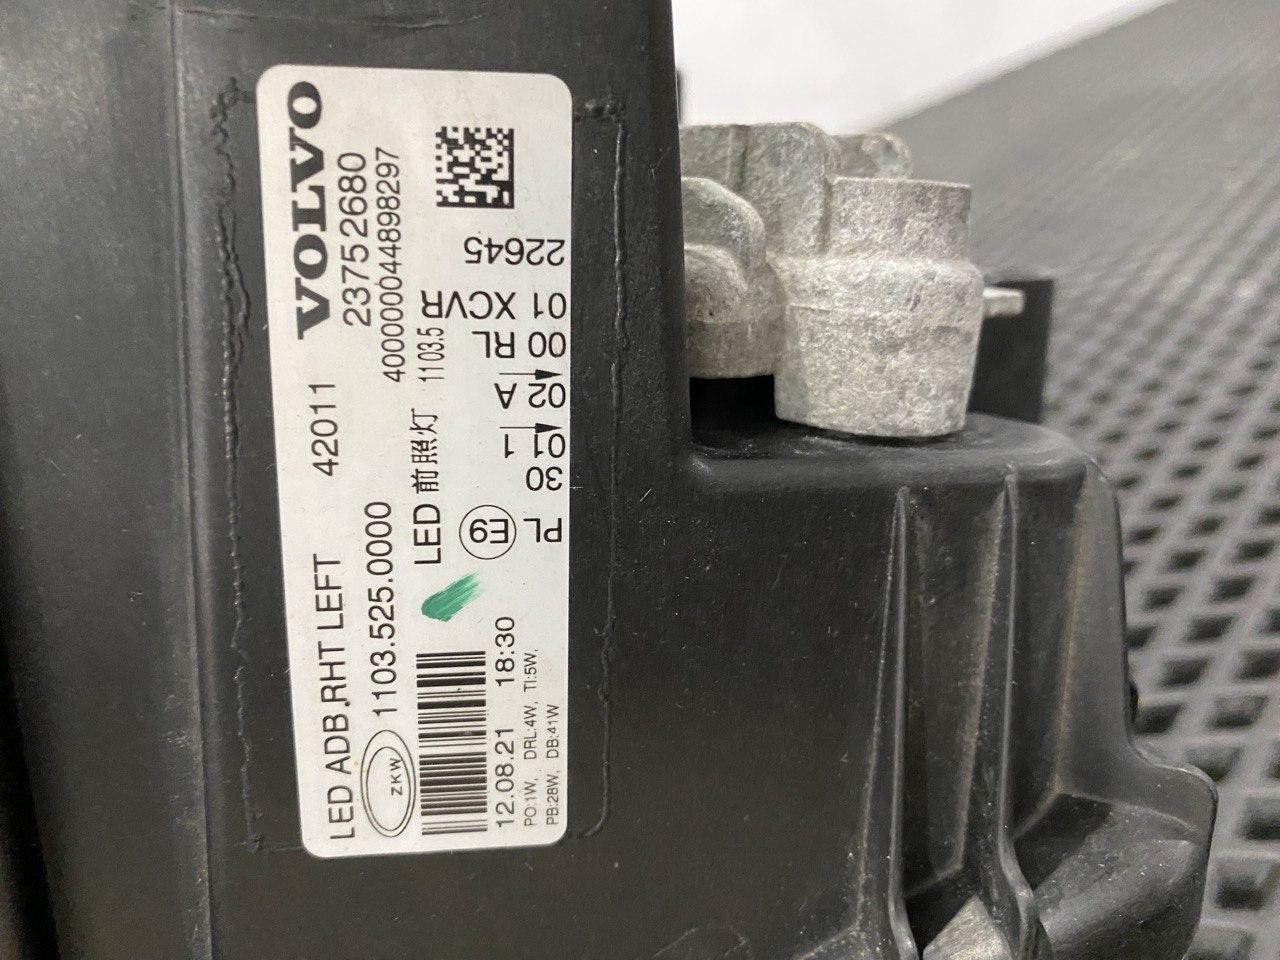 LED ADB,RHT LEFT 42011 VOLVO
ZKW 1103.525.0000 23752680
4000004489 8297
LED 前照灯 1103.5
12.08.21 18:30
PO:1W, DRL:4W, TI:5W,
PB:28W, DB:41W
E9
PL 30 01 1 02 A 00 RL 01 XCVR 22645